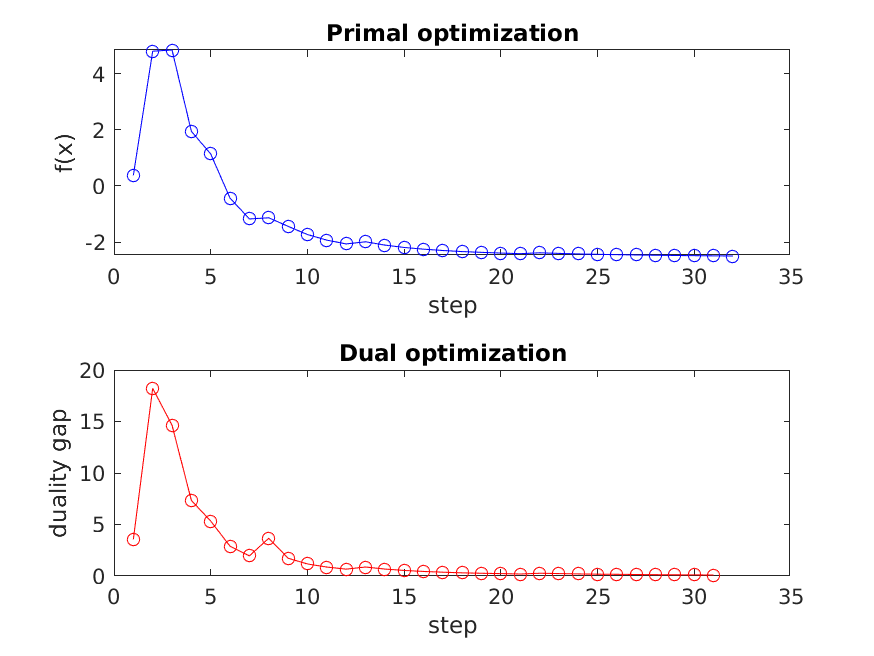 Primal optimization
f(x)
4
2
0
-2
0 5 10 15 20 25 30 35
step
Dual optimization
duality gap
20
15
10
5
0
0 5 10 15 20 25 30 35
step